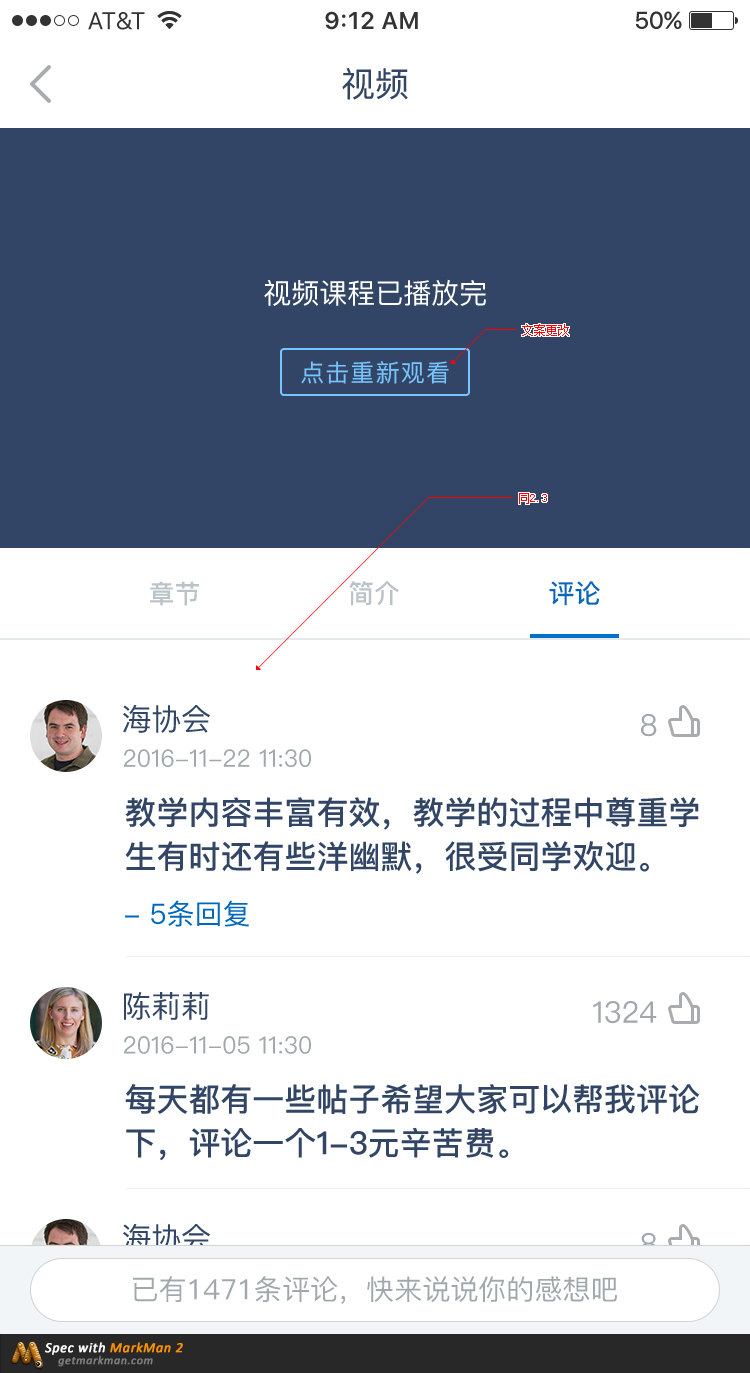 AT&T
9:12 AM
50%
视频
视频课程已播放完
文案更改
点击重新观看
同2.3
章节
简介
评论
海协会
8
2016-11-22 11:30
教学内容丰富有效，教学的过程中尊重学
生有时还有些洋幽默，很受同学欢迎。
- 5条回复
陈莉莉
1324
2016-11-05 11:30
每天都有一些帖子希望大家可以帮我评论
下，评论一个1-3元辛苦费。
海协会
8
已有1471条评论，快来说说你的感想吧
Spec with MarkMan 2
getmarkman.com